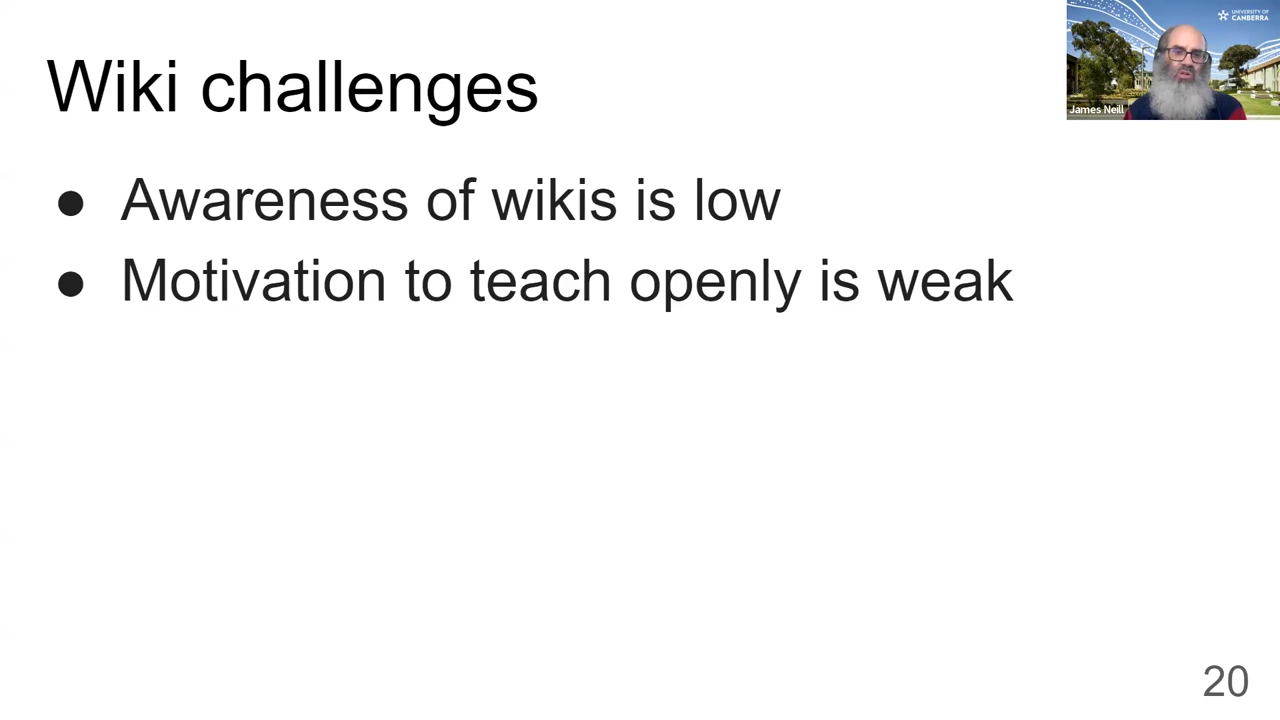 Wiki challenges
UNIVERSITY OF
CANBERRA
James Neill
● Awareness of wikis is low
● Motivation to teach openly is weak
20